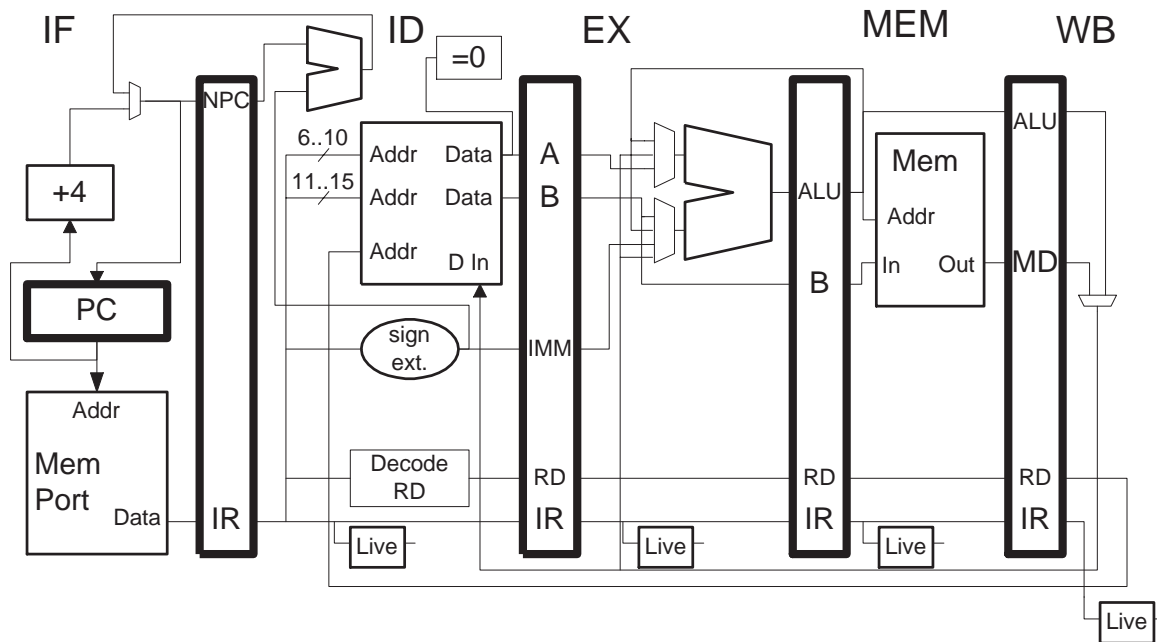 IF
ID
EX
MEM
WB
=0
NPC
+4
PC
Addr
Mem
Port
Data
IR
6..10
11..15
Addr
Data
Addr
Data
Addr
D In
sign
ext.
Decode
RD
Live
A
B
IMM
RD
IR
Live
ALU
B
RD
IR
Mem
Addr
In
Out
Live
ALU
MD
RD
IR
Live